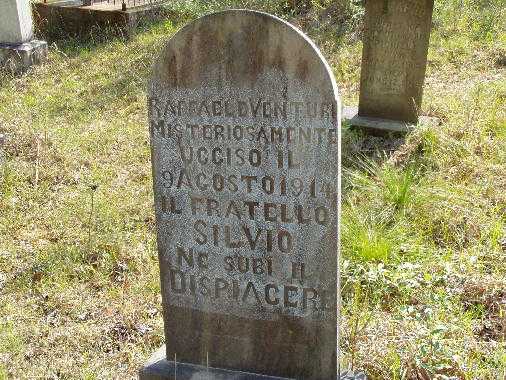 RAFFAELE VENTURI
MISTERIOSAMENTE
UCCISO IL
9 AGOSTO 1914
IL FRATELLO
SILVIO
NE SUBI IL
DISPIACERE